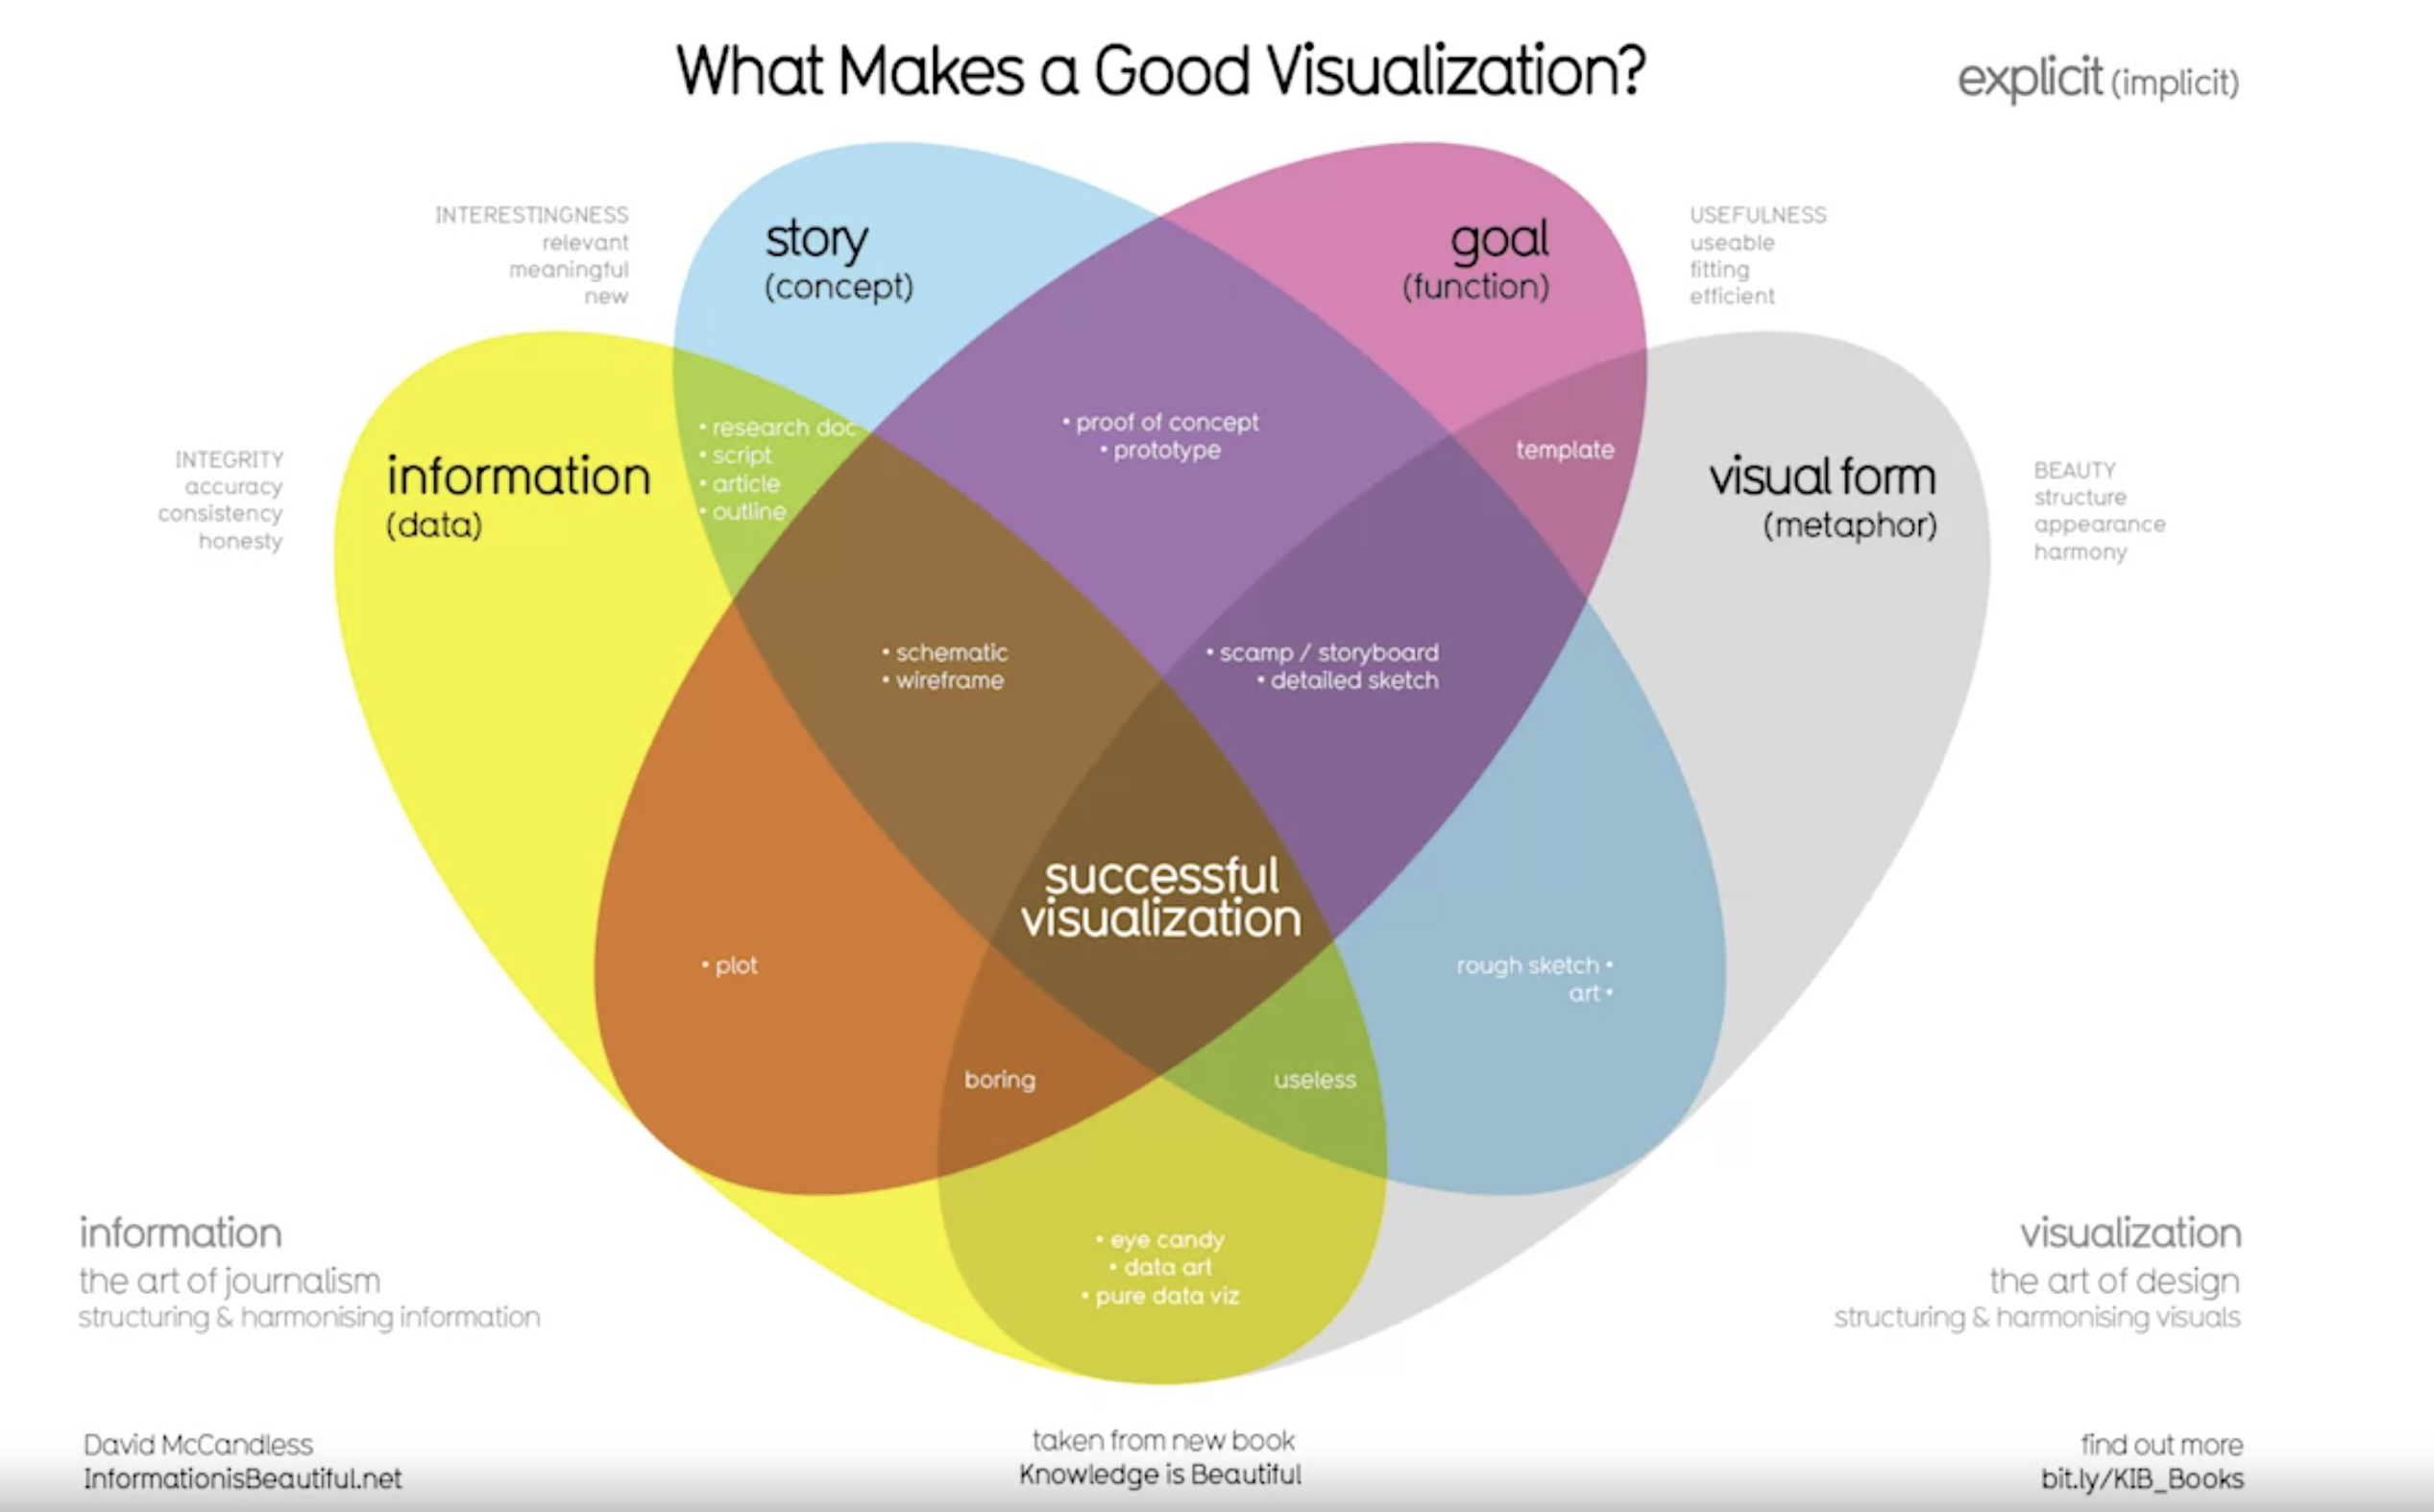 What Makes a Good Visualization?
explicit (implicit)
INTERESTINGNESS
relevant
meaningful
new
story
(concept)
goal
(function)
USEFULNESS
useable
fitting
efficient
INTEGRITY
accuracy
consistency
honesty
information
(data)
• research doc
• script
• article
• outline
• proof of concept
• prototype
template
visual form
(metaphor)
BEAUTY
structure
appearance
harmony
• schematic
• wireframe
• scamp / storyboard
• detailed sketch
successful
visualization
• plot
rough sketch •
art •
boring
useless
• eye candy
• data art
• pure data viz
information
the art of journalism
structuring & harmonising information
visualization
the art of design
structuring & harmonising visuals
David McCandless
InformationisBeautiful.net
taken from new book
Knowledge is Beautiful
find out more
bit.ly/KIB_Books